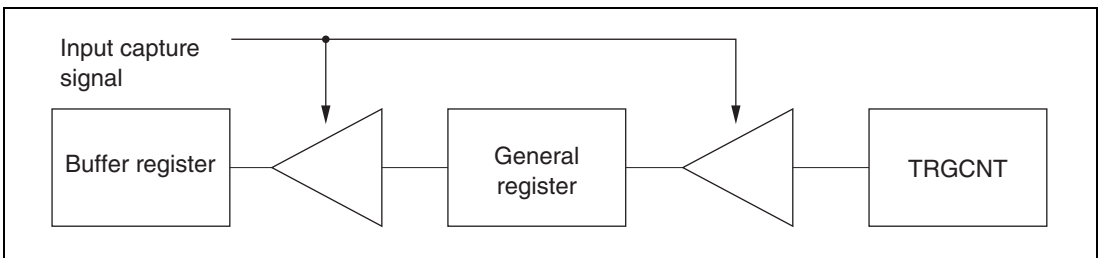 Input capture
signal
Buffer register
General
register
TRGCNT